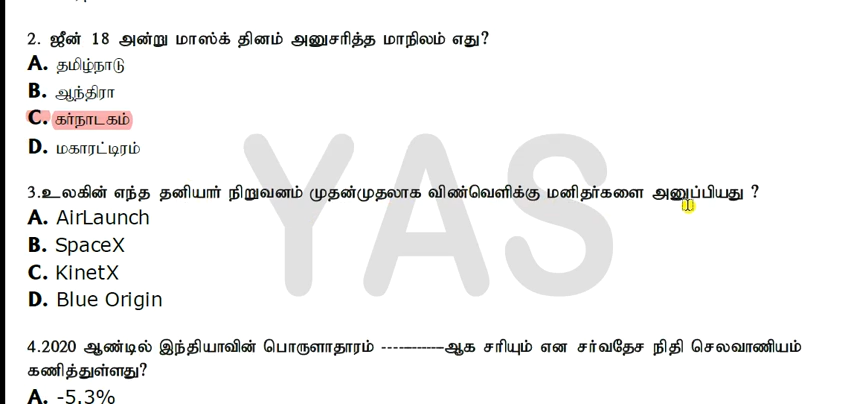 2. ஜீன் 18 அன்று மாஸ்க் தினம் அனுசரித்த மாநிலம் எது?
A. தமிழ்நாடு
B. ஆந்திரா
C. கர்நாடகம்
D. மகாரட்டிரம்
YAS
3.உலகின் எந்த தனியார் நிறுவனம் முதன்முதலாக விண்வெளிக்கு மனிதர்களை அனுப்பியது ?
A. AirLaunch
B. SpaceX
C. KinetX
D. Blue Origin
4.2020 ஆண்டில் இந்தியாவின் பொருளாதாரம் -----------ஆக சரியும் என சர்வதேச நிதி செலவாணியம்
கணித்துள்ளது?
A. -5.3%